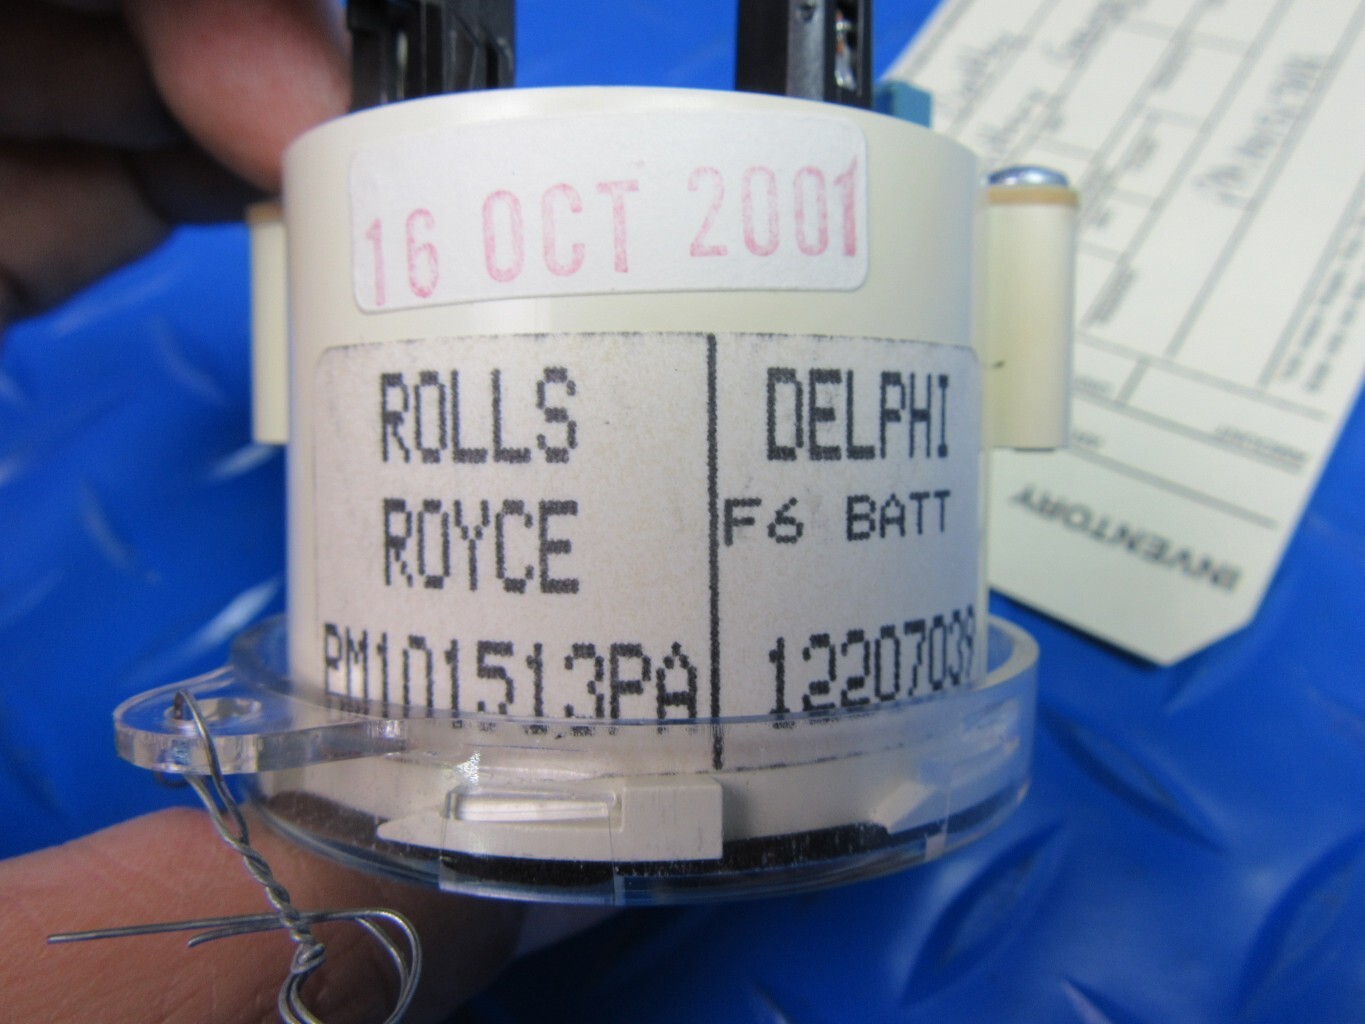 16 OCT 2001
ROLLS
ROYCE
PM101513PA
DELPHI
F6 BATT
12207039
INVENTORY